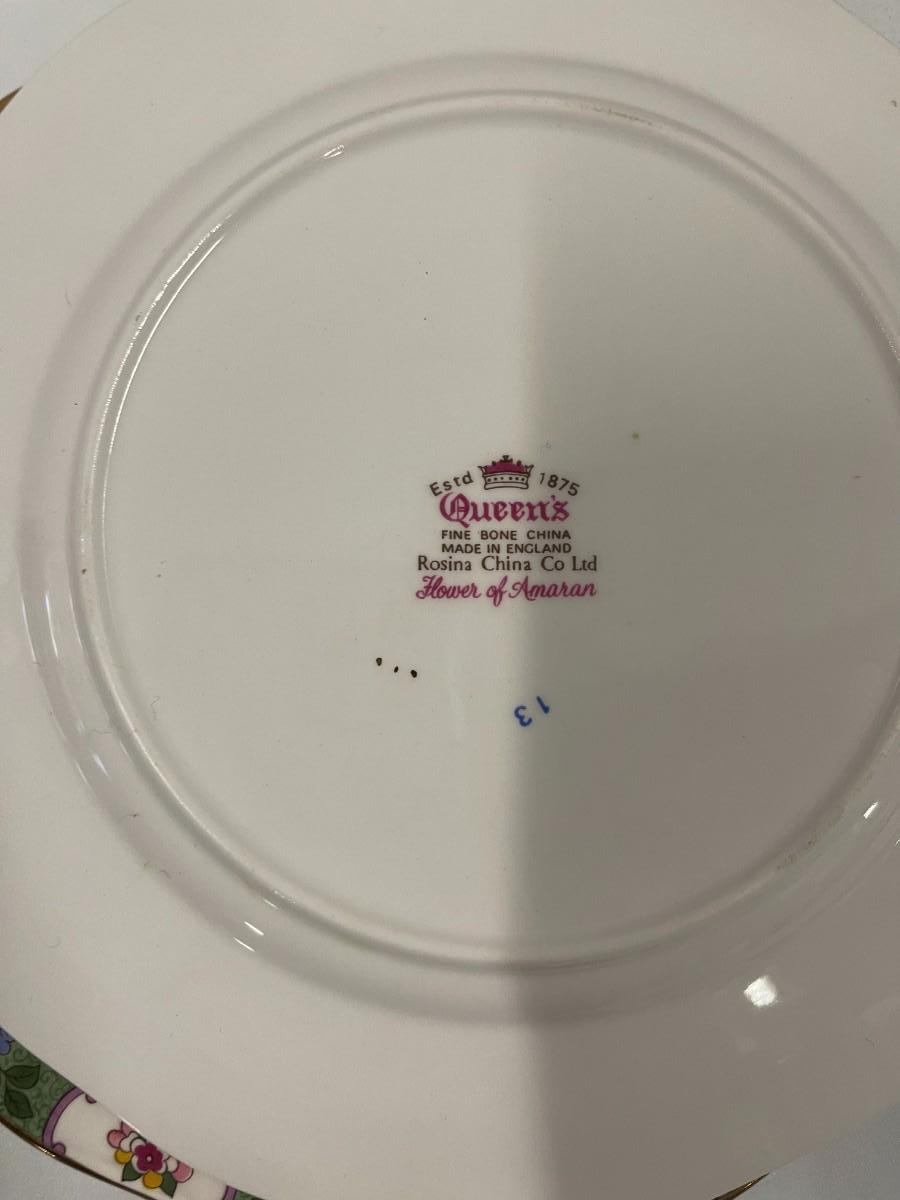 Estd 1875
Queen's
FINE BONE CHINA
MADE IN ENGLAND
Rosina China Co Ltd
Flower of Amaran
13